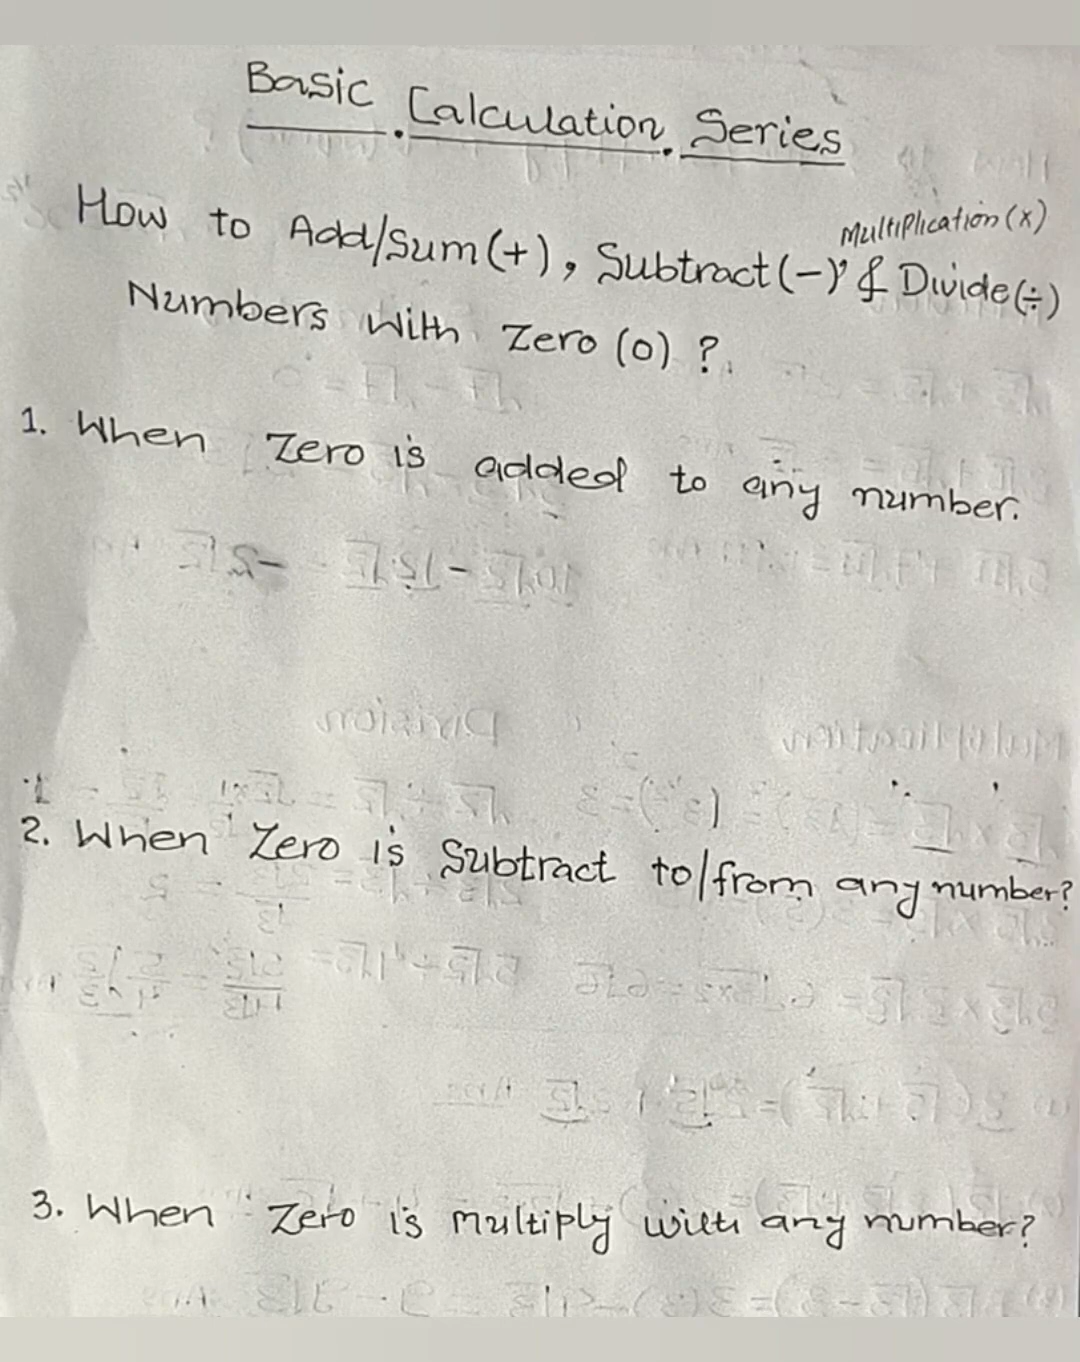 Basic Calculation Series
How to Add/Sum (+), Subtract (-), Multiplication (x) & Divide (÷)
Numbers with Zero (0) ?
1. When Zero is added to any number.
2. When Zero is Subtract to/from any number?
3. When Zero is multiply with any number?